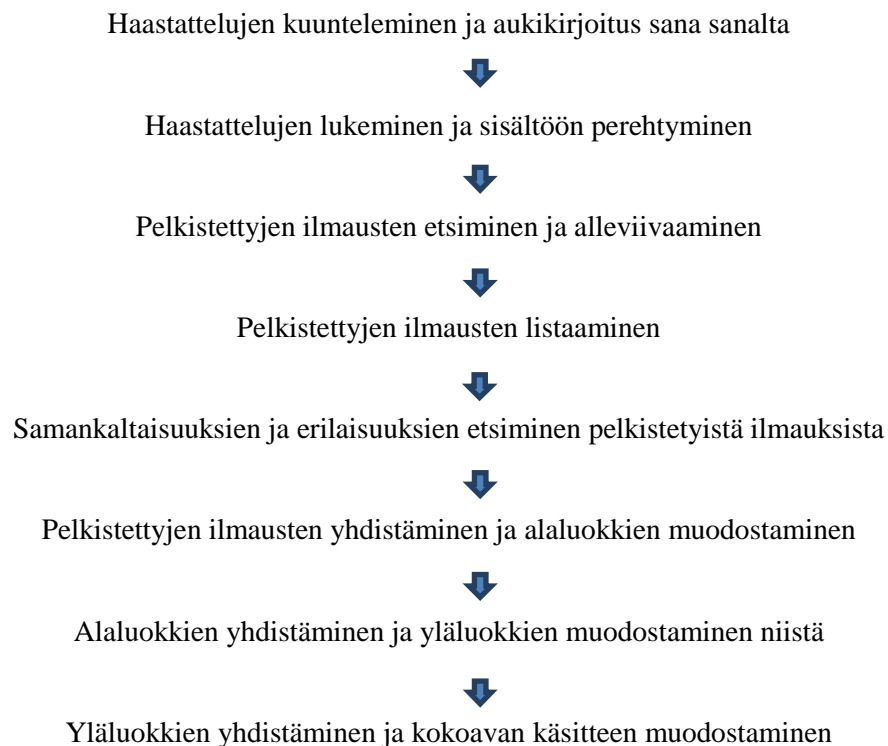 Haastattelujen kuunteleminen ja aukikirjoitus sana sanalta
Haastattelujen lukeminen ja sisältöön perehtyminen
Pelkistettyjen ilmausten etsiminen ja alleviivaaminen
Pelkistettyjen ilmausten listaaminen
Samankaltaisuuksien ja erilaisuuksien etsiminen pelkistetyistä ilmauksista
Pelkistettyjen ilmausten yhdistäminen ja alaluokkien muodostaminen
Alaluokkien yhdistäminen ja yläluokkien muodostaminen niistä
Yläluokkien yhdistäminen ja kokoavan käsitteen muodostaminen